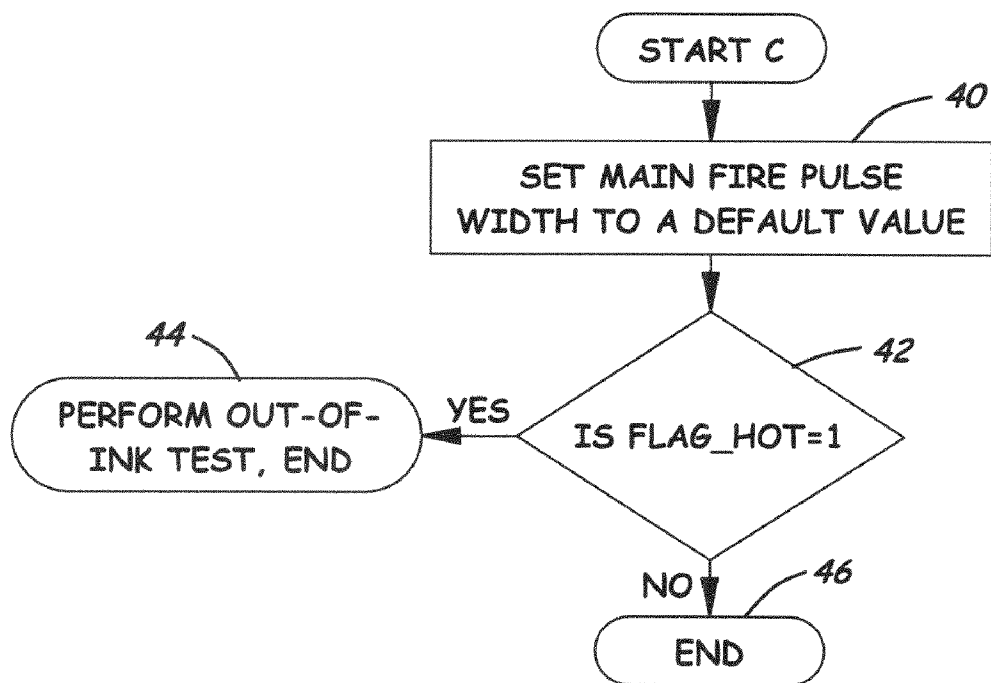 START C
40
SET MAIN FIRE PULSE
WIDTH TO A DEFAULT VALUE
44
42
PERFORM OUT-OF-
INK TEST, END
YES
IS FLAG_HOT=1
NO
46
END